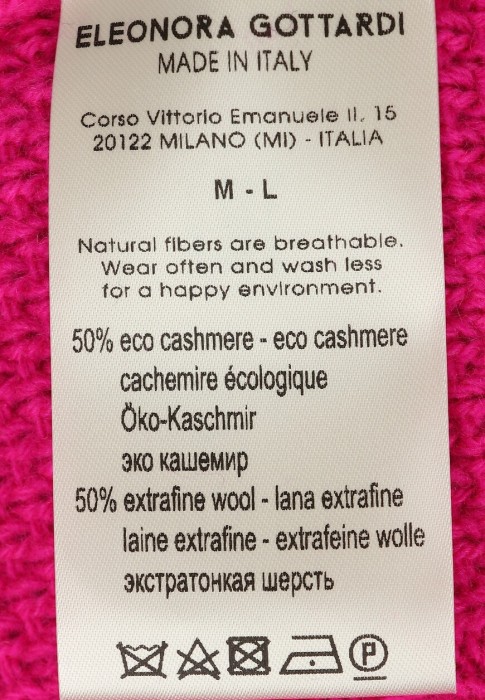 ELEONORA GOTTARDI
MADE IN ITALY
Corso Vittorio Emanuele II, 15
20122 MILANO (MI) - ITALIA
M - L
Natural fibers are breathable.
Wear often and wash less
for a happy environment.
50% eco cashmere - eco cashmere
cachemire écologique
Öko-Kaschmir
эко кашемир
50% extrafine wool - lana extrafine
laine extrafine - extrafeine wolle
экстратонкая шерсть
P